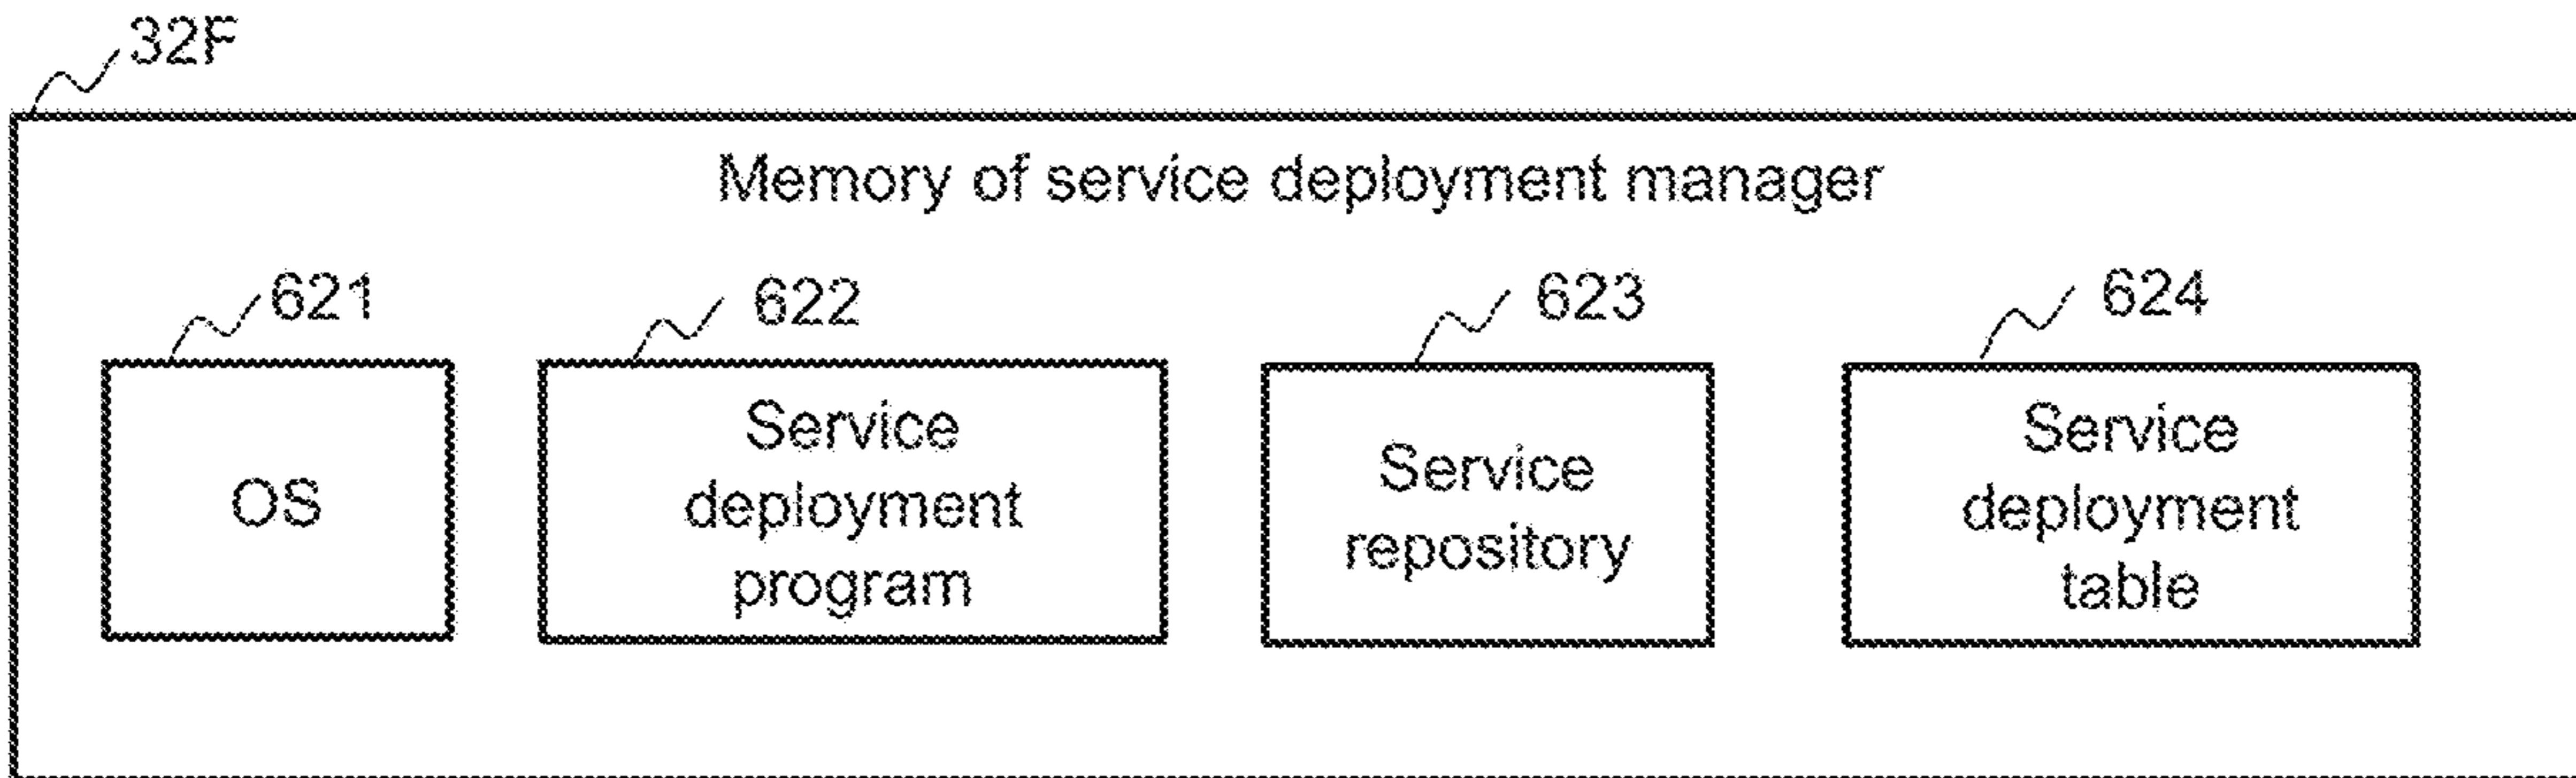 32F
Memory of service deployment manager
621
622
623
624
OS
Service
deployment
program
Service
repository
Service
deployment
table